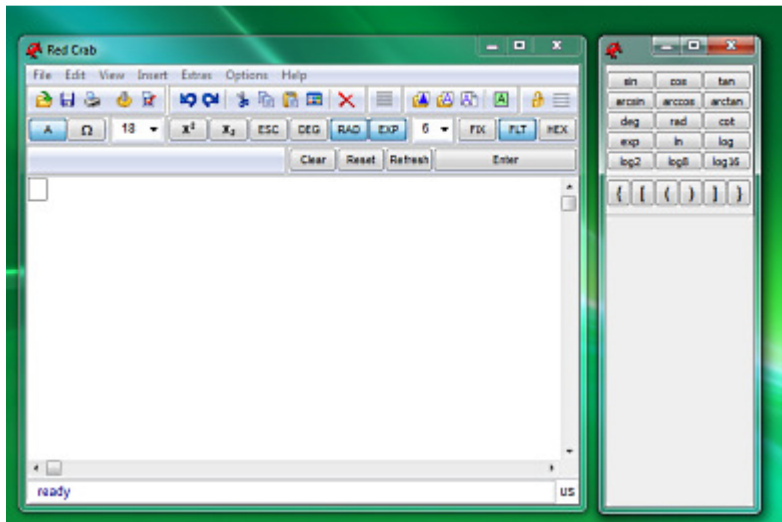 Red Crab
File Edit View Insert Extras Options Help
A Ω 18 X² X₂ ESC DEG RAD EXP 6 FIX FLT HEX
Clear Reset Refresh Enter
ready US
sin cos tan
arcsin arccos arctan
deg rad cot
exp ln log
log2 log8 log16
{ [ ( ) ] }